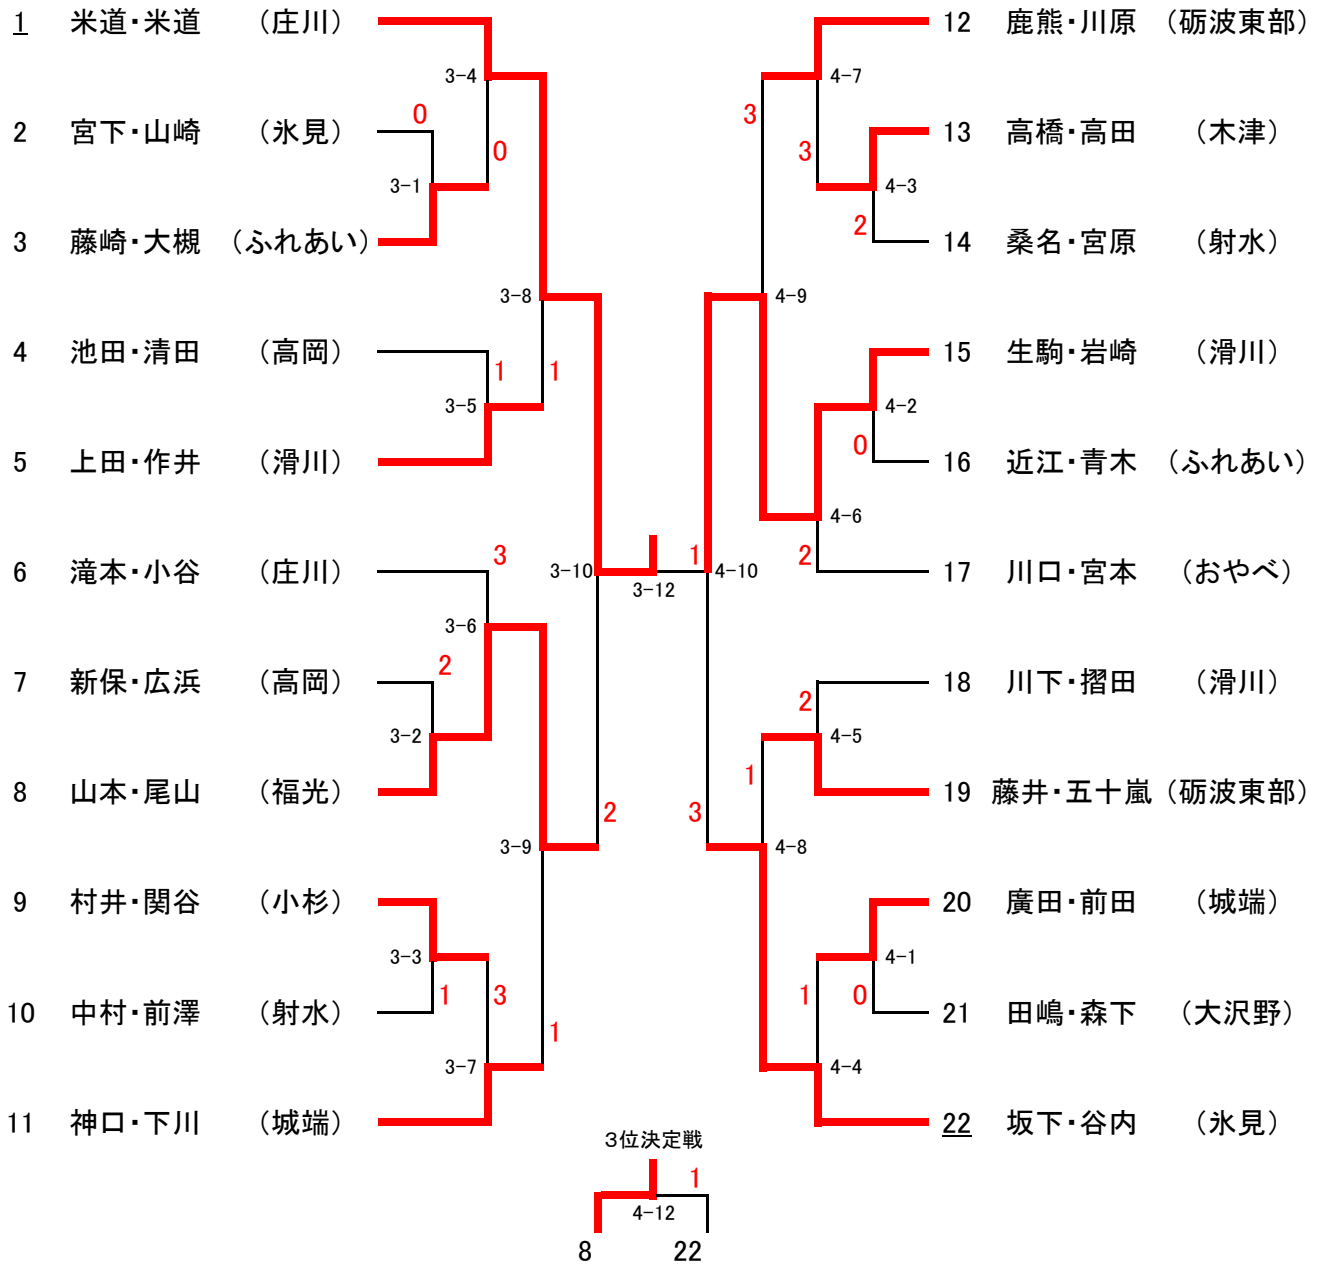 1 米道・米道 （庄川）
3-4
0
2 宮下・山崎 （氷見）
0
3-1
3 藤崎・大槻 （ふれあい）
3-8
4 池田・清田 （高岡）
1
1
3-5
5 上田・作井 （滑川）
3
6 滝本・小谷 （庄川）
3-10
3-6
2
7 新保・広浜 （高岡）
3-2
8 山本・尾山 （福光）
2
3-9
9 村井・関谷 （小杉）
3-3
1
3
10 中村・前澤 （射水）
1
3-7
11 神口・下川 （城端）
1
3-12
12 鹿熊・川原 （砺波東部）
4-7
3
13 高橋・高田 （木津）
3
4-3
2
14 桑名・宮原 （射水）
4-9
15 生駒・岩崎 （滑川）
4-2
0
16 近江・青木 （ふれあい）
4-6
2
17 川口・宮本 （おやべ）
4-10
18 川下・摺田 （滑川）
2
4-5
1
19 藤井・五十嵐 （砺波東部）
3
4-8
20 廣田・前田 （城端）
4-1
1
0
21 田嶋・森下 （大沢野）
4-4
22 坂下・谷内 （氷見）
３位決定戦
1
4-12
8 22